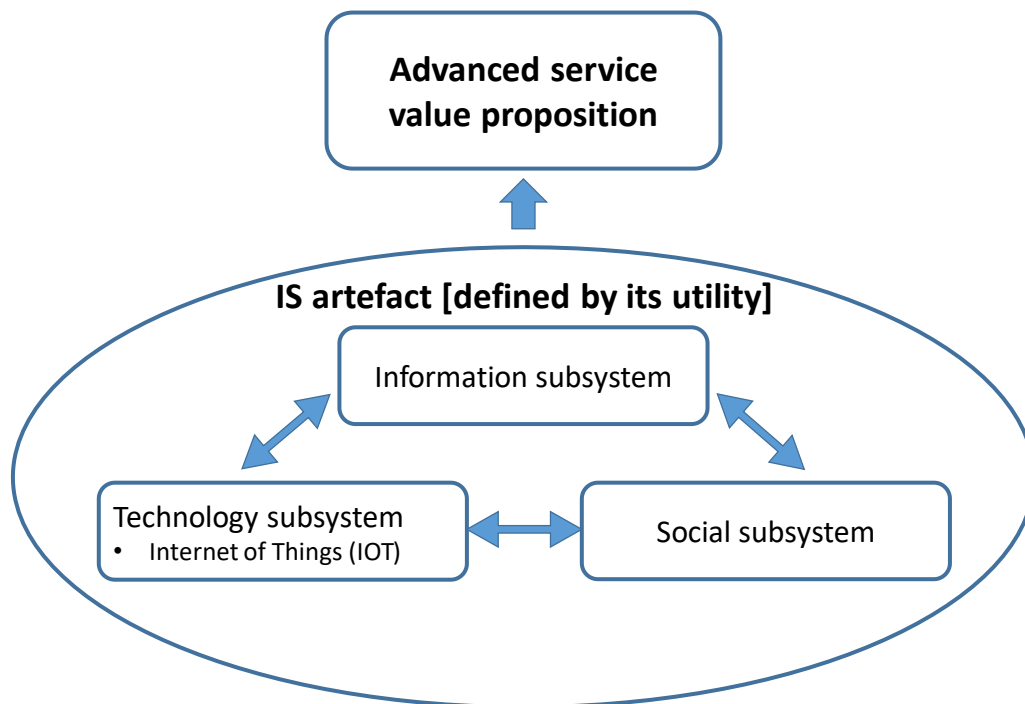 Advanced service
value proposition
IS artefact [defined by its utility]
Information subsystem
Technology subsystem
• Internet of Things (IOT)
Social subsystem